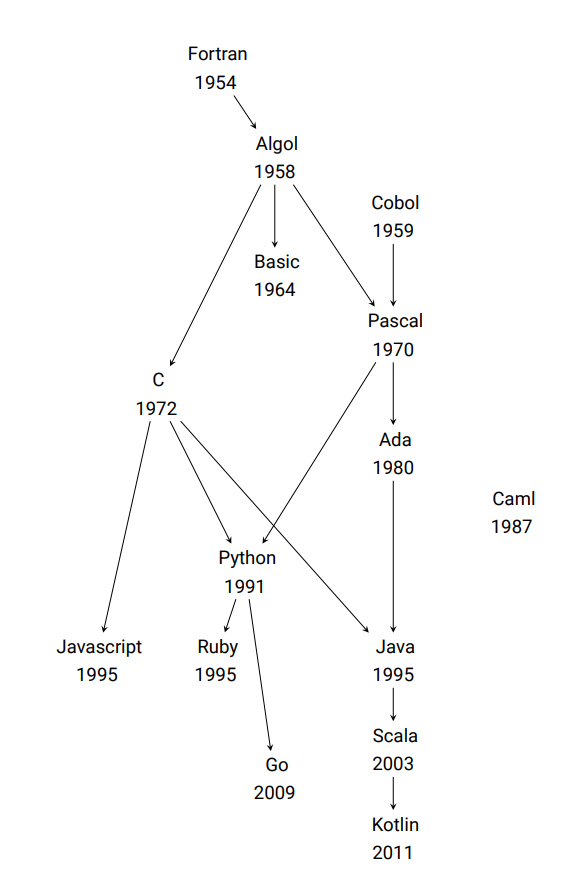 Fortran
1954
Algol
1958
Cobol
1959
Basic
1964
Pascal
1970
C
1972
Ada
1980
Caml
1987
Python
1991
Javascript
1995
Ruby
1995
Java
1995
Scala
2003
Go
2009
Kotlin
2011